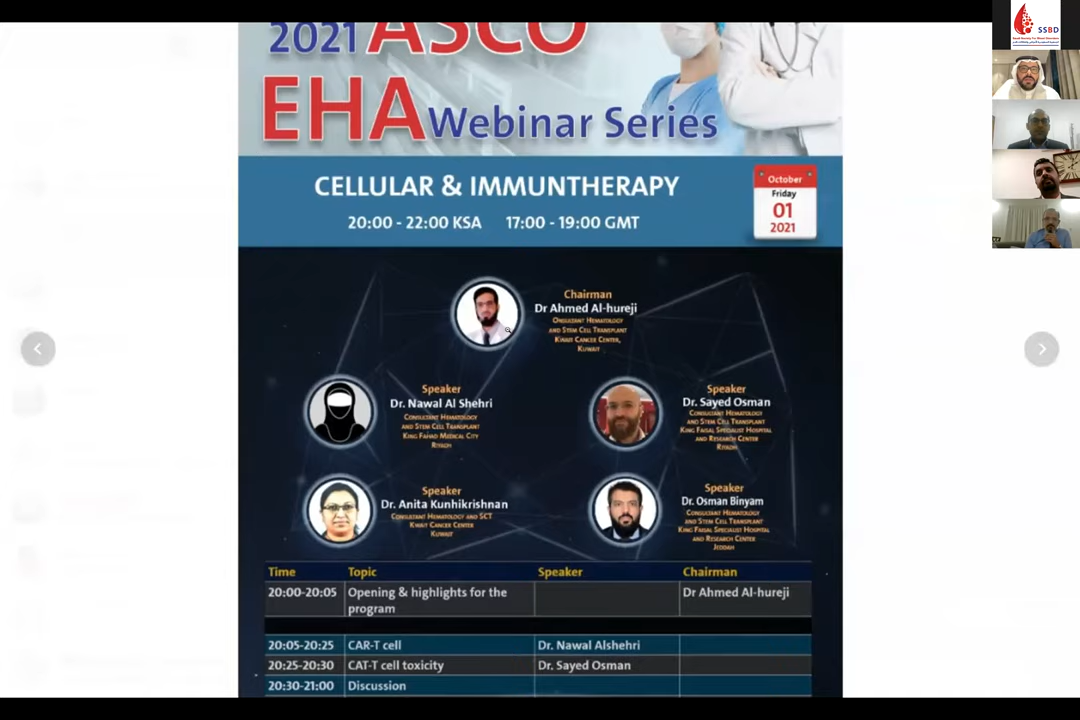 2021 ASCO
EHA Webinar Series
CELLULAR & IMMUNTHERAPY
20:00 - 22:00 KSA 17:00 - 19:00 GMT
October
Friday
01
2021
Chairman
Dr Ahmed Al-hureji
Onsultant Hematology
and Stem Cell Transplant
Kwait Cancer Center,
Kuwait
Speaker
Dr. Nawal Al Shehri
Consultant Hematology
and Stem Cell Transplant
King Fahad Medical City
Riyadh
Speaker
Dr. Sayed Osman
Consultant Hematology
and Stem Cell Transplant
King Faisal Specialist Hospital
and Research Center
Riyadh
Speaker
Dr. Anita Kunhikrishnan
Consultant Hematology and SCT
Kwait Cancer Center
Kuwait
Speaker
Dr. Osman Binyam
Consultant Hematology
and Stem Cell Transplant
King Faisal Specialist Hospital
and Research Center
Jeddah
Time Topic Speaker Chairman
20:00-20:05 Opening & highlights for the Dr Ahmed Al-hureji
program
20:05-20:25 CAR-T cell Dr. Nawal Alshehri
20:25-20:30 CAT-T cell toxicity Dr. Sayed Osman
20:30-21:00 Discussion
SSBD